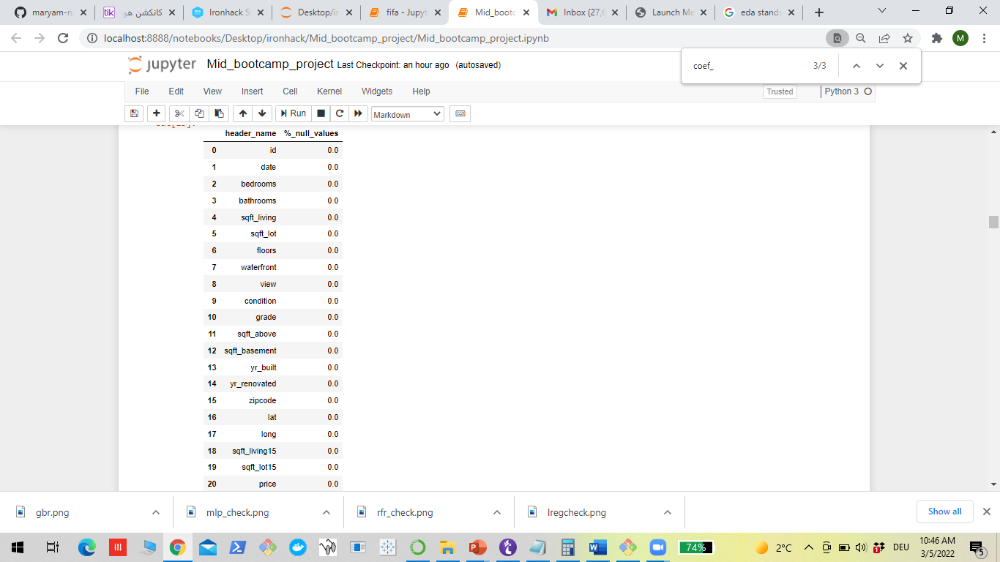 maryam-n
tlk
کانکشن هو
Ironhack S
Desktop/ir
fifa - Jupyt
Mid_bootc
Inbox (27,6
Launch Me
eda stands
localhost:8888/notebooks/Desktop/ironhack/Mid_bootcamp_project/Mid_bootcamp_project.ipynb
M
jupyter Mid_bootcamp_project Last Checkpoint: an hour ago (autosaved)
coef_ 3/3
File Edit View Insert Cell Kernel Widgets Help
Trusted Python 3
Run Markdown
header_name %_null_values
0 id 0.0
1 date 0.0
2 bedrooms 0.0
3 bathrooms 0.0
4 sqft_living 0.0
5 sqft_lot 0.0
6 floors 0.0
7 waterfront 0.0
8 view 0.0
9 condition 0.0
10 grade 0.0
11 sqft_above 0.0
12 sqft_basement 0.0
13 yr_built 0.0
14 yr_renovated 0.0
15 zipcode 0.0
16 lat 0.0
17 long 0.0
18 sqft_living15 0.0
19 sqft_lot15 0.0
20 price 0.0
gbr.png
mlp_check.png
rfr_check.png
lregcheck.png
Show all
74%
2°C
DEU
10:46 AM
3/5/2022
5